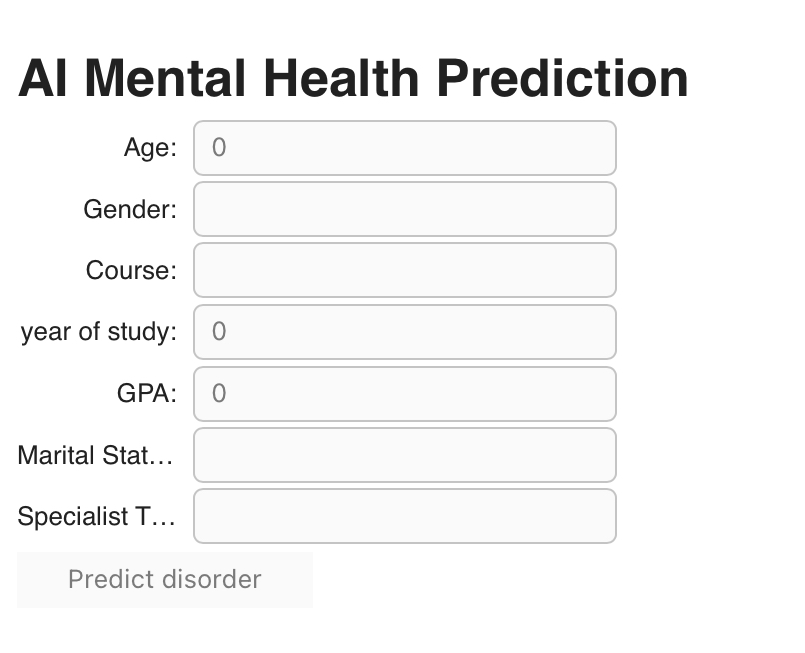 AI Mental Health Prediction
Age: 0
Gender:
Course:
year of study: 0
GPA: 0
Marital Stat...
Specialist T...
Predict disorder